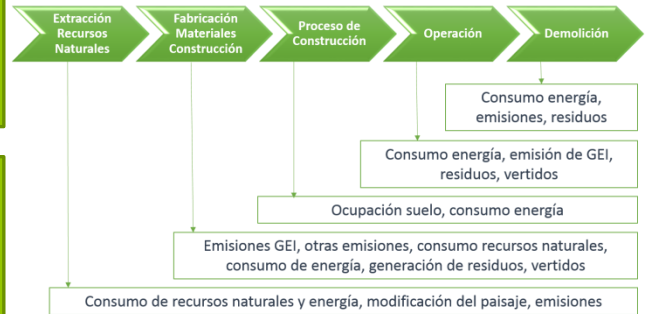 Extracción
Recursos
Naturales
Fabricación
Materiales
Construcción
Proceso de
Construcción
Operación
Demolición
Consumo energía,
emisiones, residuos
Consumo energía, emisión de GEI,
residuos, vertidos
Ocupación suelo, consumo energía
Emisiones GEI, otras emisiones, consumo recursos naturales,
consumo de energía, generación de residuos, vertidos
Consumo de recursos naturales y energía, modificación del paisaje, emisiones